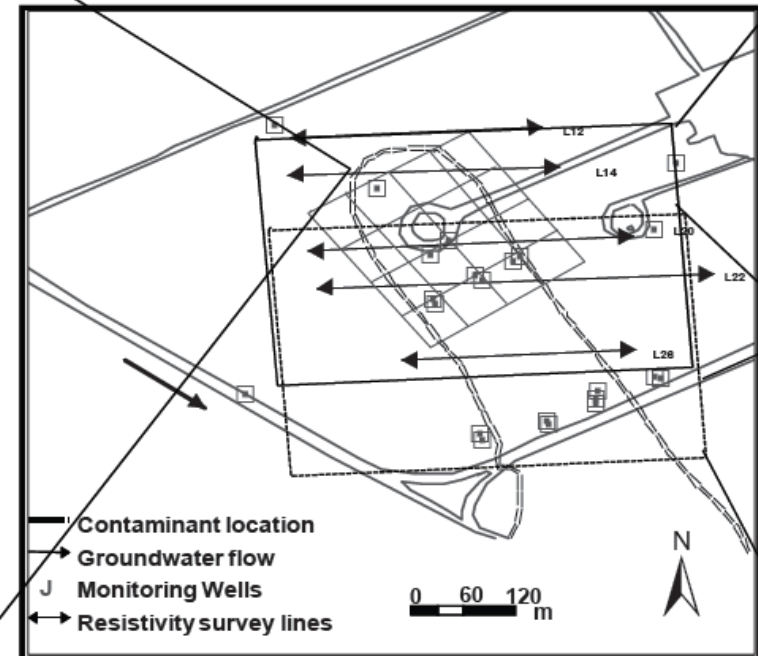 L12
L14
L20
L22
L26
Contaminant location
Groundwater flow
J Monitoring Wells
Resistivity survey lines
0 60 120
m
N